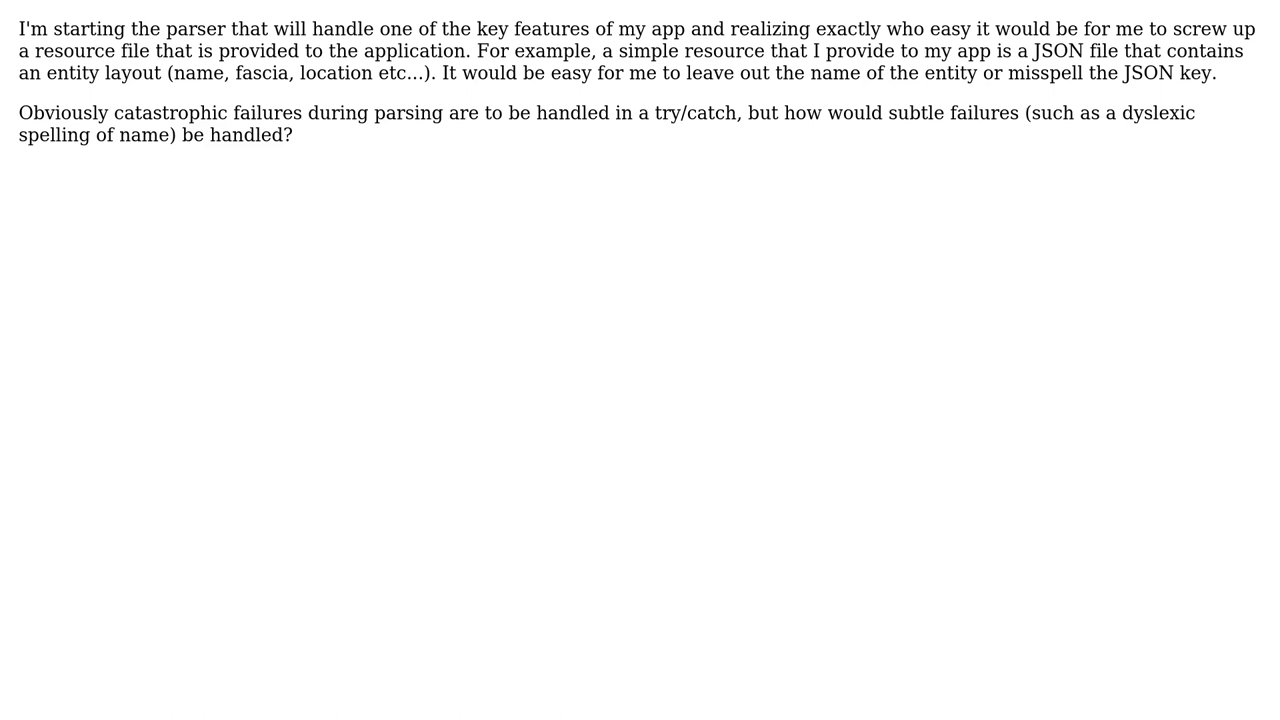 I'm starting the parser that will handle one of the key features of my app and realizing exactly who easy it would be for me to screw up
a resource file that is provided to the application. For example, a simple resource that I provide to my app is a JSON file that contains
an entity layout (name, fascia, location etc...). It would be easy for me to leave out the name of the entity or misspell the JSON key.
Obviously catastrophic failures during parsing are to be handled in a try/catch, but how would subtle failures (such as a dyslexic
spelling of name) be handled?